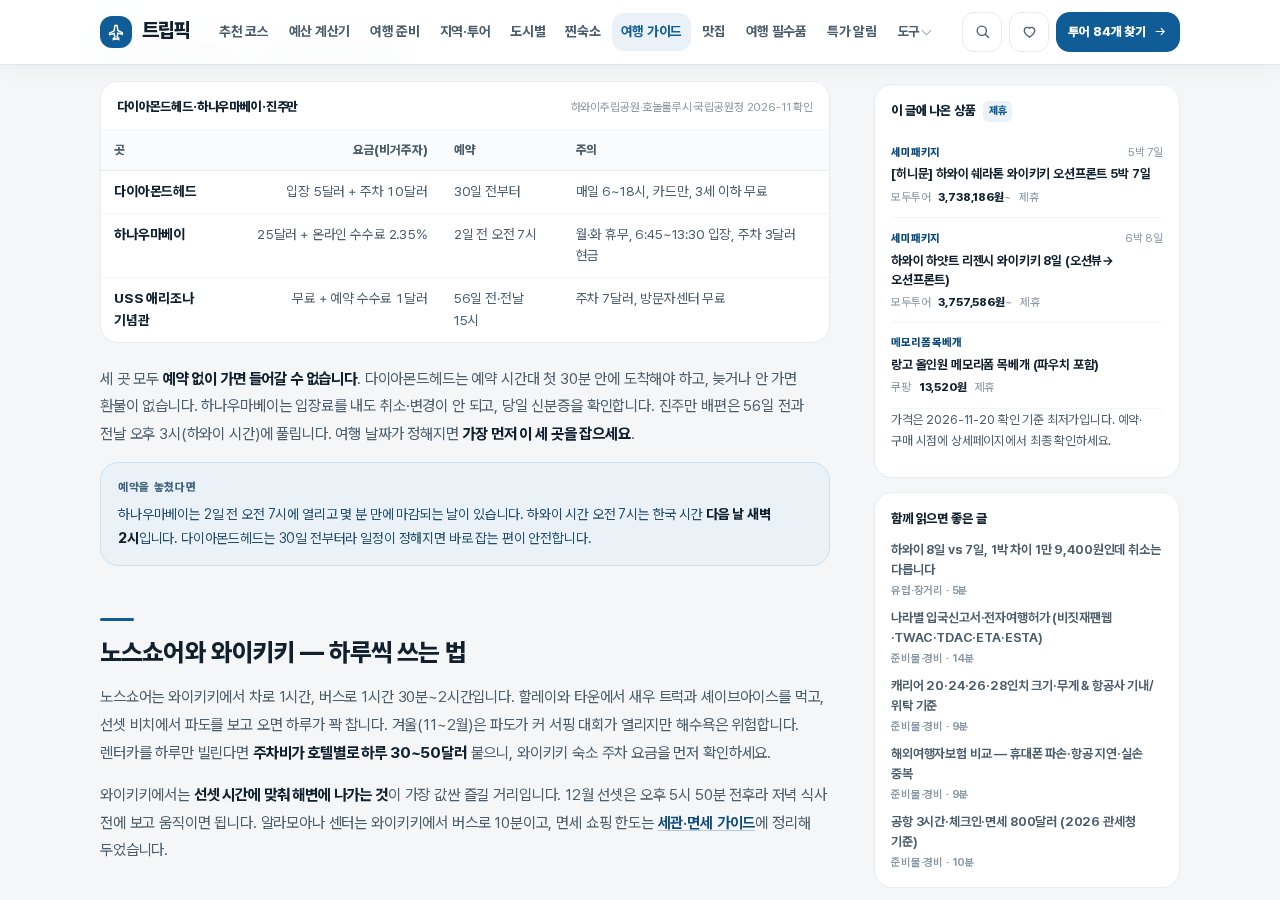 트립픽
추천 코스 예산 계산기 여행 준비 지역·투어 도시별 찐숙소 여행 가이드 맛집 여행 필수품 특가 알림 도구
투어 84개 찾기 →
다이아몬드헤드·하나우마베이·진주만 하와이주립공원·호놀룰루시·국립공원청 2026-11 확인
곳 요금(비거주자) 예약 주의
다이아몬드헤드 입장 5달러 + 주차 10달러 30일 전부터 매일 6~18시, 카드만, 3세 이하 무료
하나우마베이 25달러 + 온라인 수수료 2.35% 2일 전 오전 7시 월·화 휴무, 6:45~13:30 입장, 주차 3달러
현금
USS 애리조나 무료 + 예약 수수료 1달러 56일 전·전날 주차 7달러, 방문자센터 무료
기념관 15시
세 곳 모두 예약 없이 가면 들어갈 수 없습니다. 다이아몬드헤드는 예약 시간대 첫 30분 안에 도착해야 하고, 늦거나 안 가면
환불이 없습니다. 하나우마베이는 입장료를 내도 취소·변경이 안 되고, 당일 신분증을 확인합니다. 진주만 배편은 56일 전과
전날 오후 3시(하와이 시간)에 풀립니다. 여행 날짜가 정해지면 가장 먼저 이 세 곳을 잡으세요.
예약을 놓쳤다면
하나우마베이는 2일 전 오전 7시에 열리고 몇 분 만에 마감되는 날이 있습니다. 하와이 시간 오전 7시는 한국 시간 다음 날 새벽
2시입니다. 다이아몬드헤드는 30일 전부터라 일정이 정해지면 바로 잡는 편이 안전합니다.
노스쇼어와 와이키키 — 하루씩 쓰는 법
노스쇼어는 와이키키에서 차로 1시간, 버스로 1시간 30분~2시간입니다. 할레이와 타운에서 새우 트럭과 셰이브아이스를 먹고,
선셋 비치에서 파도를 보고 오면 하루가 꽉 찹니다. 겨울(11~2월)은 파도가 커 서핑 대회가 열리지만 해수욕은 위험합니다.
렌터카를 하루만 빌린다면 주차비가 호텔별로 하루 30~50달러 붙으니, 와이키키 숙소 주차 요금을 먼저 확인하세요.
와이키키에서는 선셋 시간에 맞춰 해변에 나가는 것이 가장 값싼 즐길 거리입니다. 12월 선셋은 오후 5시 50분 전후라 저녁 식사
전에 보고 움직이면 됩니다. 알라모아나 센터는 와이키키에서 버스로 10분이고, 면세 쇼핑 한도는 세관·면세 가이드에 정리해
두었습니다.
이 글에 나온 상품 제휴
세미패키지 5박 7일
[허니문] 하와이 쉐라톤 와이키키 오션프론트 5박 7일
모두투어 3,738,186원~ 제휴
세미패키지 6박 8일
하와이 하얏트 리젠시 와이키키 8일 (오션뷰→
오션프론트)
모두투어 3,757,586원~ 제휴
메모리폼 목베개
랑고 올인원 메모리폼 목베개 (파우치 포함)
쿠팡 13,520원 제휴
가격은 2026-11-20 확인 기준 최저가입니다. 예약·
구매 시점에 상세페이지에서 최종 확인하세요.
함께 읽으면 좋은 글
하와이 8일 vs 7일, 1박 차이 1만 9,400원인데 취소는
다릅니다
유럽·장거리 · 5분
나라별 입국신고서·전자여행허가 (비짓재팬웹
·TWAC·TDAC·ETA·ESTA)
준비물·경비 · 14분
캐리어 20·24·26·28인치 크기·무게 & 항공사 기내/
위탁 기준
준비물·경비 · 9분
해외여행자보험 비교 — 휴대폰 파손·항공 지연·실손
중복
준비물·경비 · 9분
공항 3시간·체크인·면세 800달러 (2026 관세청
기준)
준비물·경비 · 10분